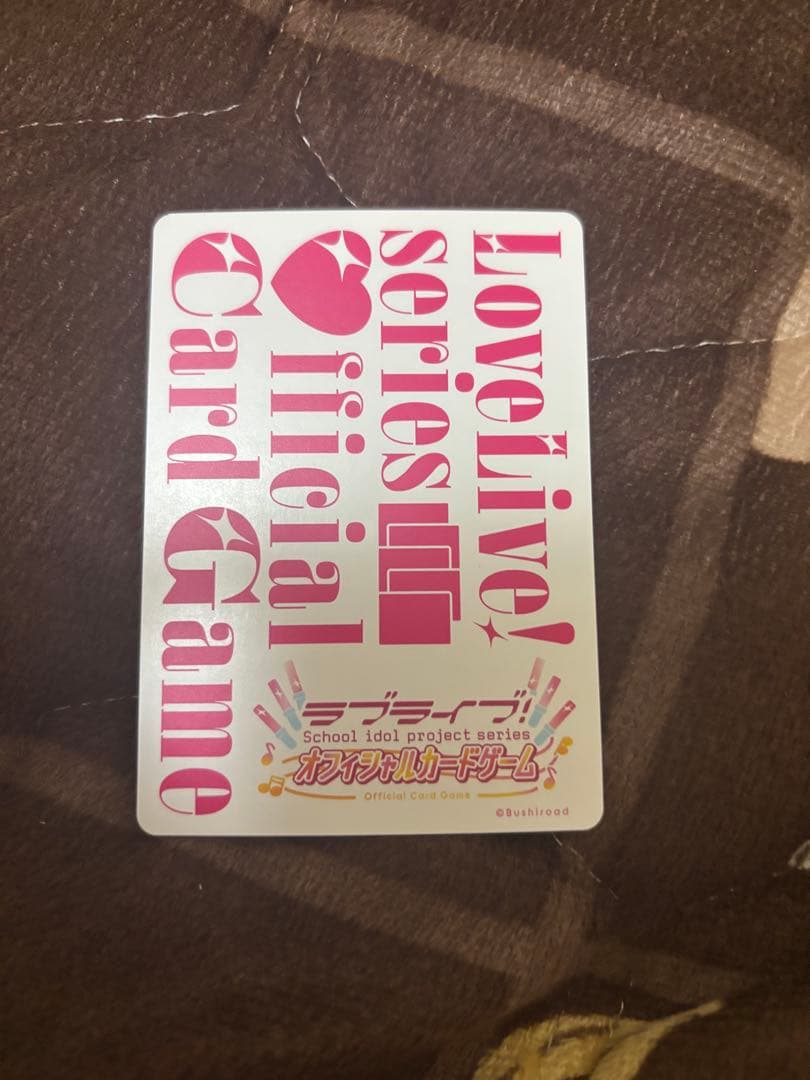 LoveLive!
series
Official
Card Game
ラブライブ!
School idol project series
オフィシャルカードゲーム
Official Card Game
©Bushiroad